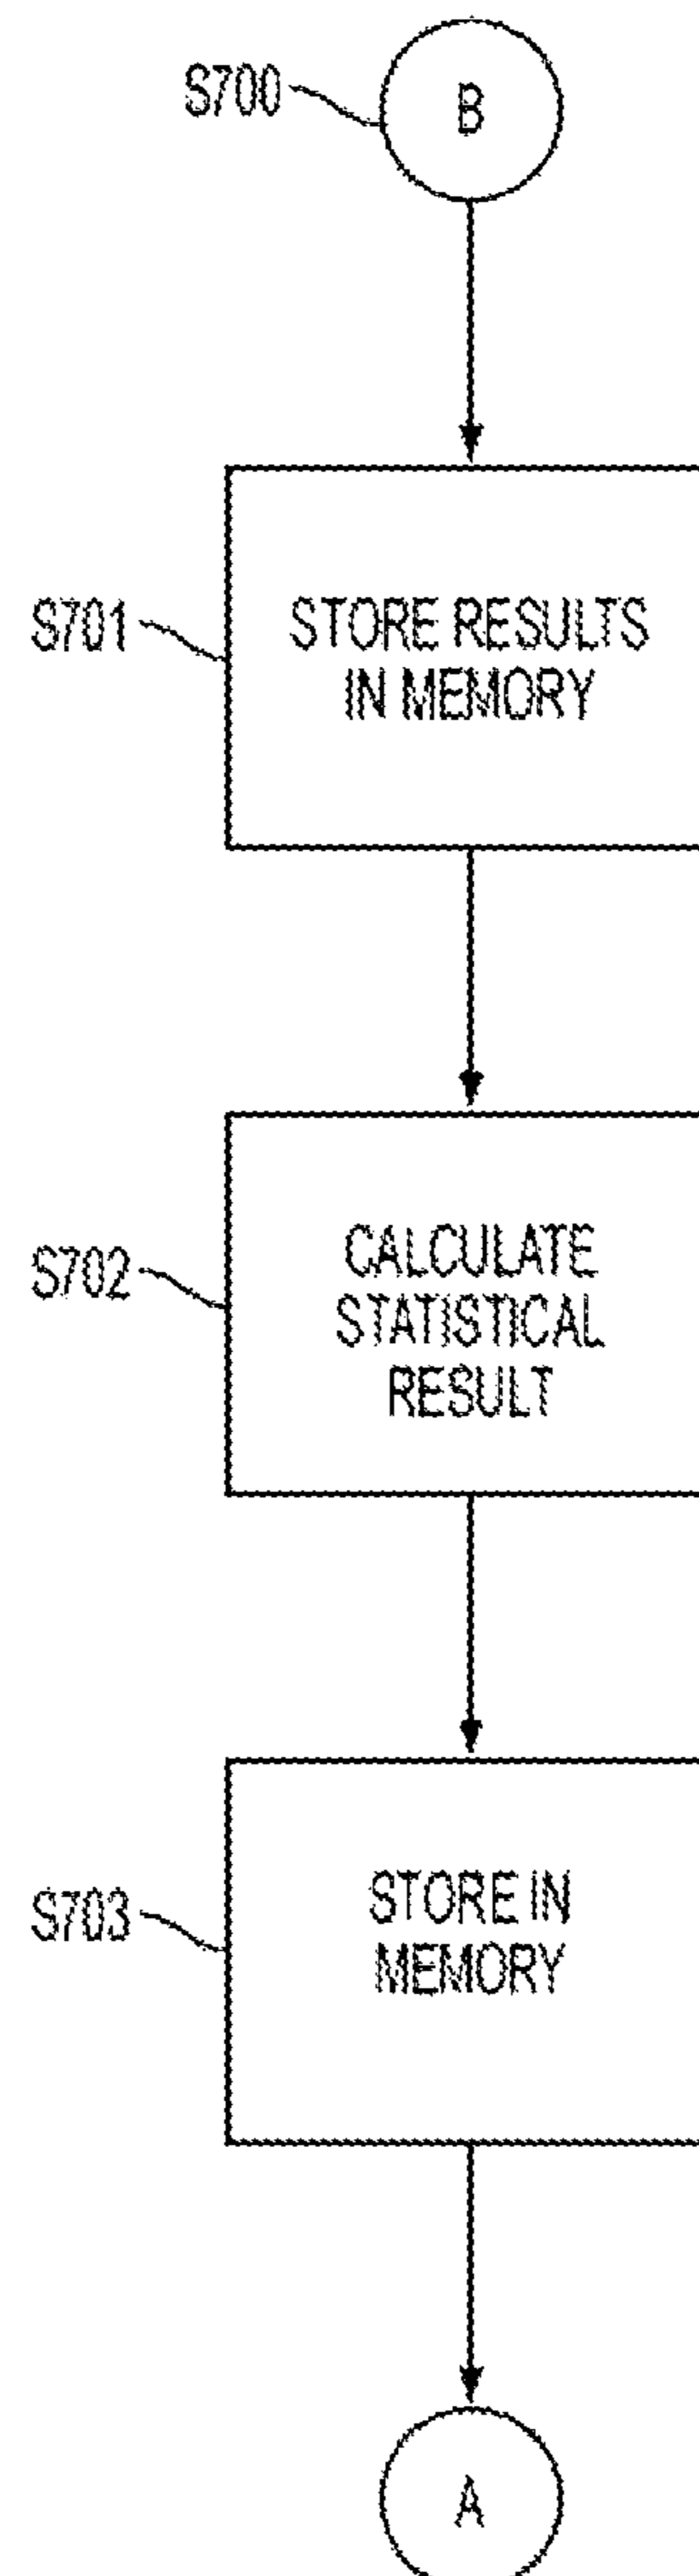 S700
B
S701
STORE RESULTS
IN MEMORY
S702
CALCULATE
STATISTICAL
RESULT
S703
STORE IN
MEMORY
A